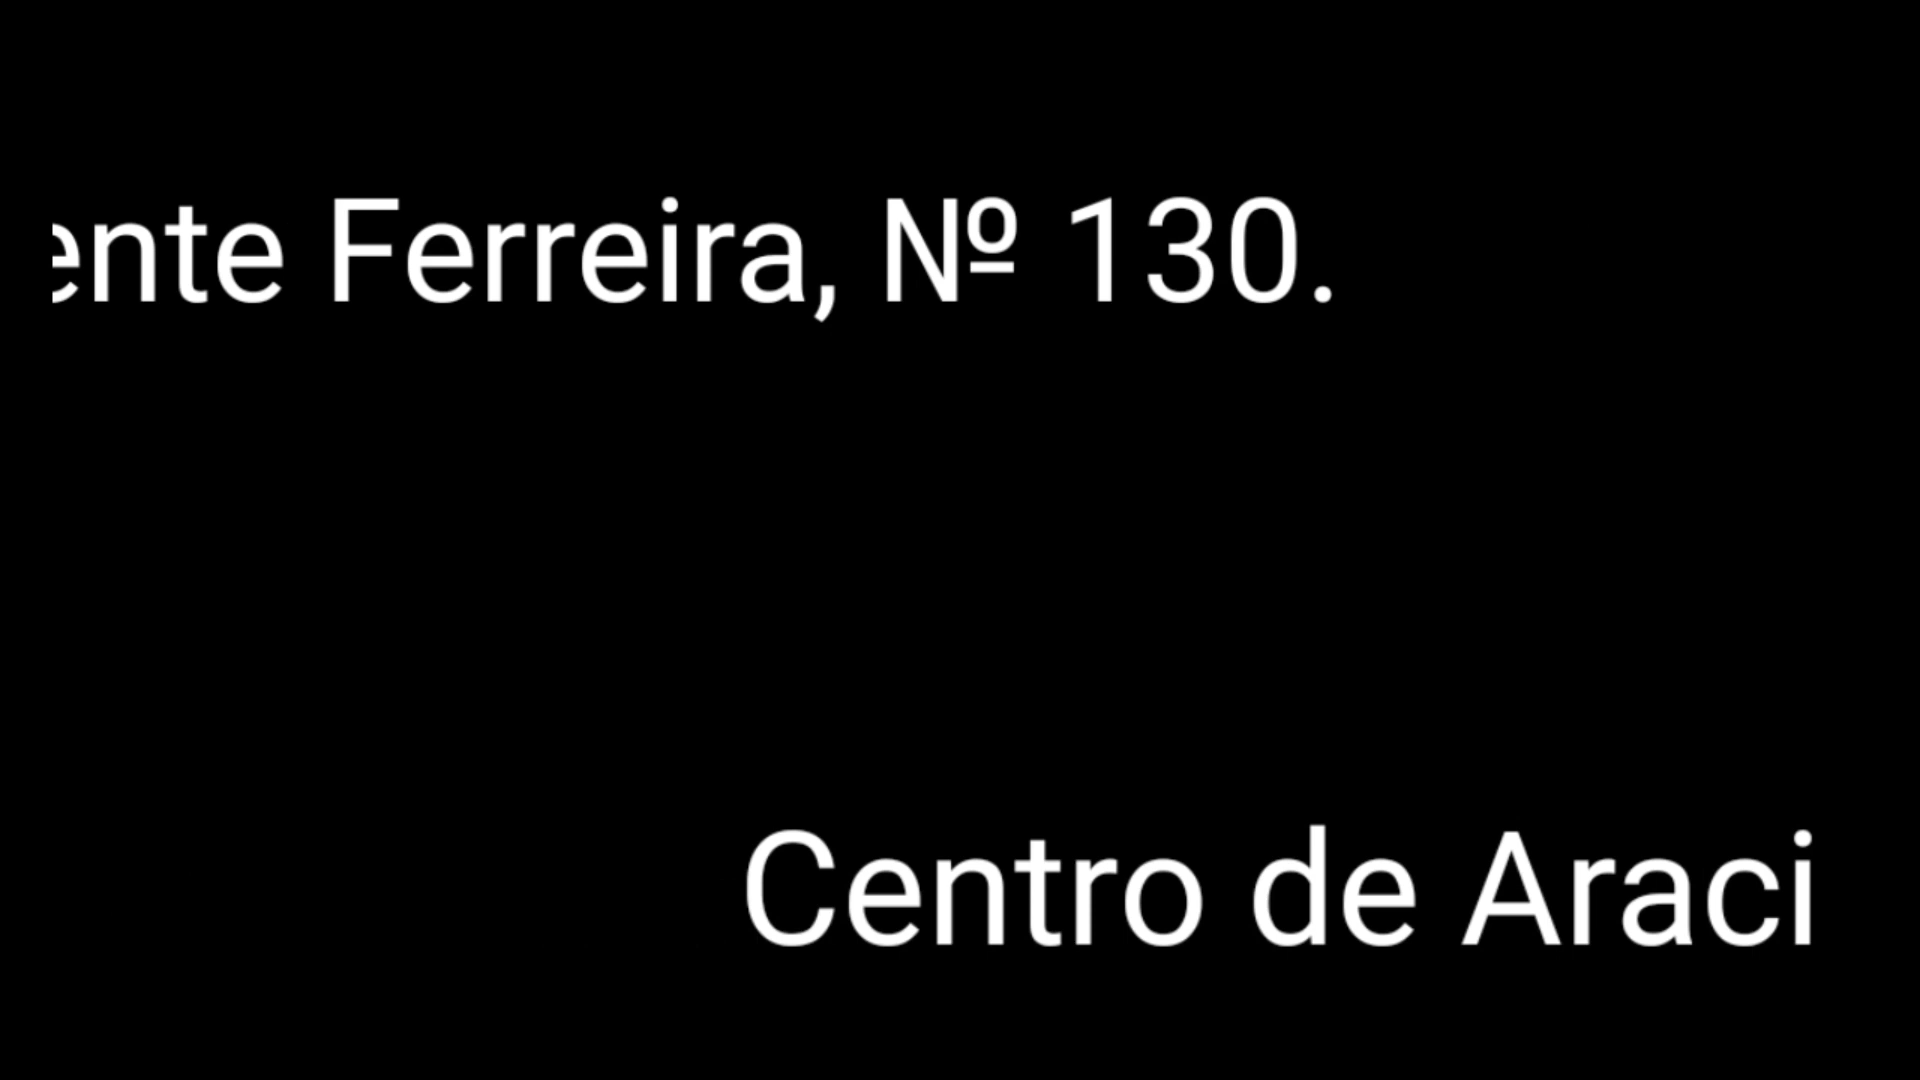 ente Ferreira, Nº 130.
Centro de Araci